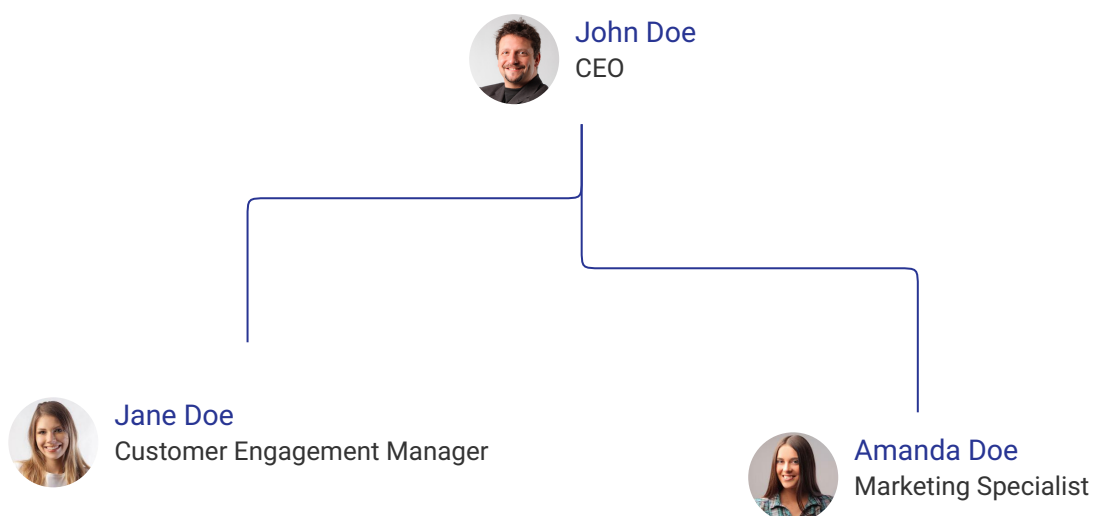 John Doe
CEO
Jane Doe
Customer Engagement Manager
Amanda Doe
Marketing Specialist